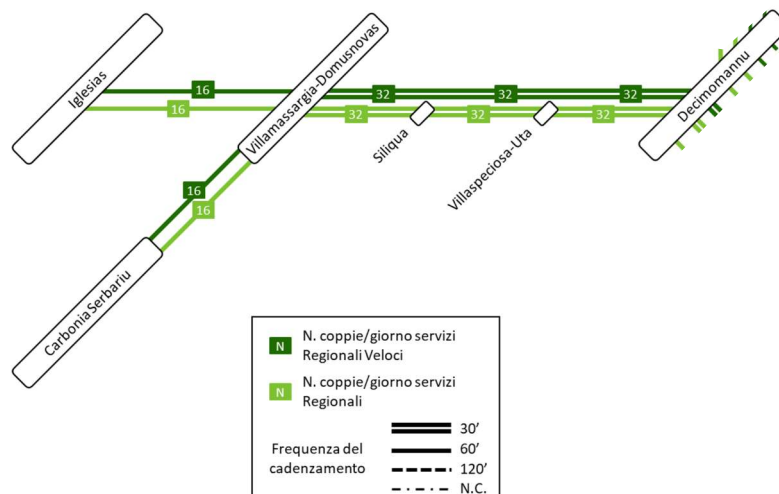 Iglesias
16
16
Villamassargia-Domusnovas
32
32
32
32
32
32
Siliqua
Villaspeciosa-Uta
Decimomannu
16
16
Carbonia Serbariu
N
N. coppie/giorno servizi
Regionali Veloci
N
N. coppie/giorno servizi
Regionali
Frequenza del
cadenzamento
30'
60'
120'
N.C.